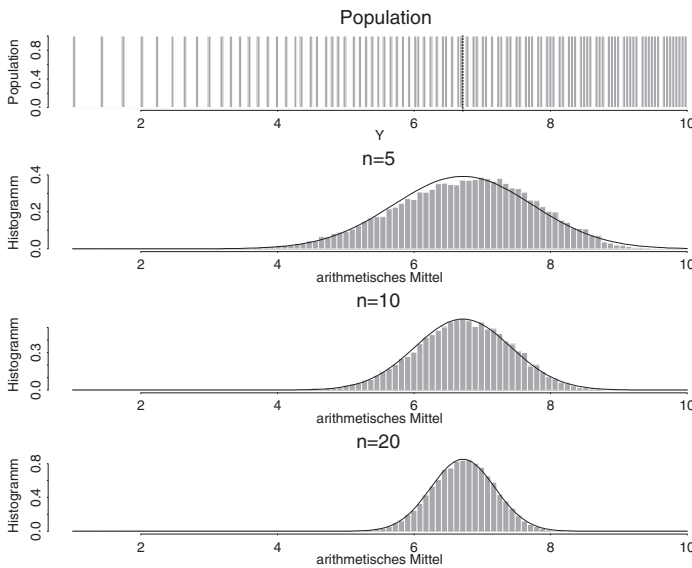 Population
Population
0.0 0.4 0.8
2 4 6 8 10
Y
n=5
Histogramm
0.0 0.2 0.4
2 4 6 8 10
arithmetisches Mittel
n=10
Histogramm
0.0 0.3
2 4 6 8 10
arithmetisches Mittel
n=20
Histogramm
0.0 0.4 0.8
2 4 6 8 10
arithmetisches Mittel